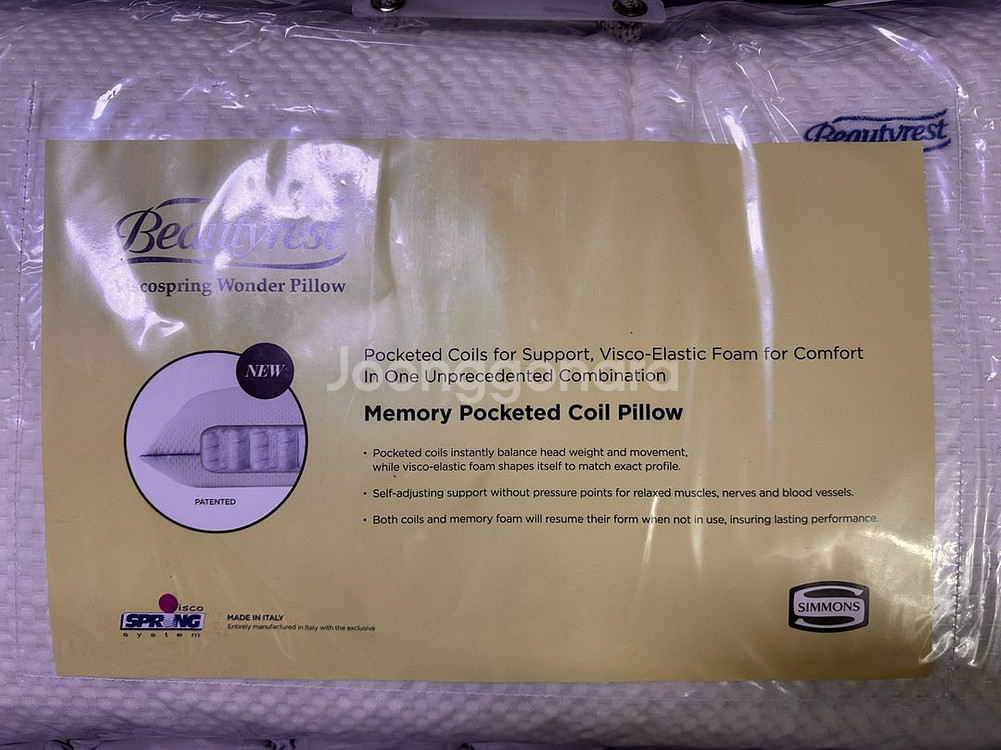 Beautyrest
Beautyrest
Viscospring Wonder Pillow
NEW
PATENTED
Pocketed Coils for Support, Visco-Elastic Foam for Comfort
In One Unprecedented Combination
Joonggonara
Memory Pocketed Coil Pillow
• Pocketed coils instantly balance head weight and movement,
while visco-elastic foam shapes itself to match exact profile.
• Self-adjusting support without pressure points for relaxed muscles, nerves and blood vessels.
• Both coils and memory foam will resume their form when not in use, insuring lasting performance.
visco
SPRING
system
MADE IN ITALY
Entirely manufactured in Italy with the exclusive
SIMMONS